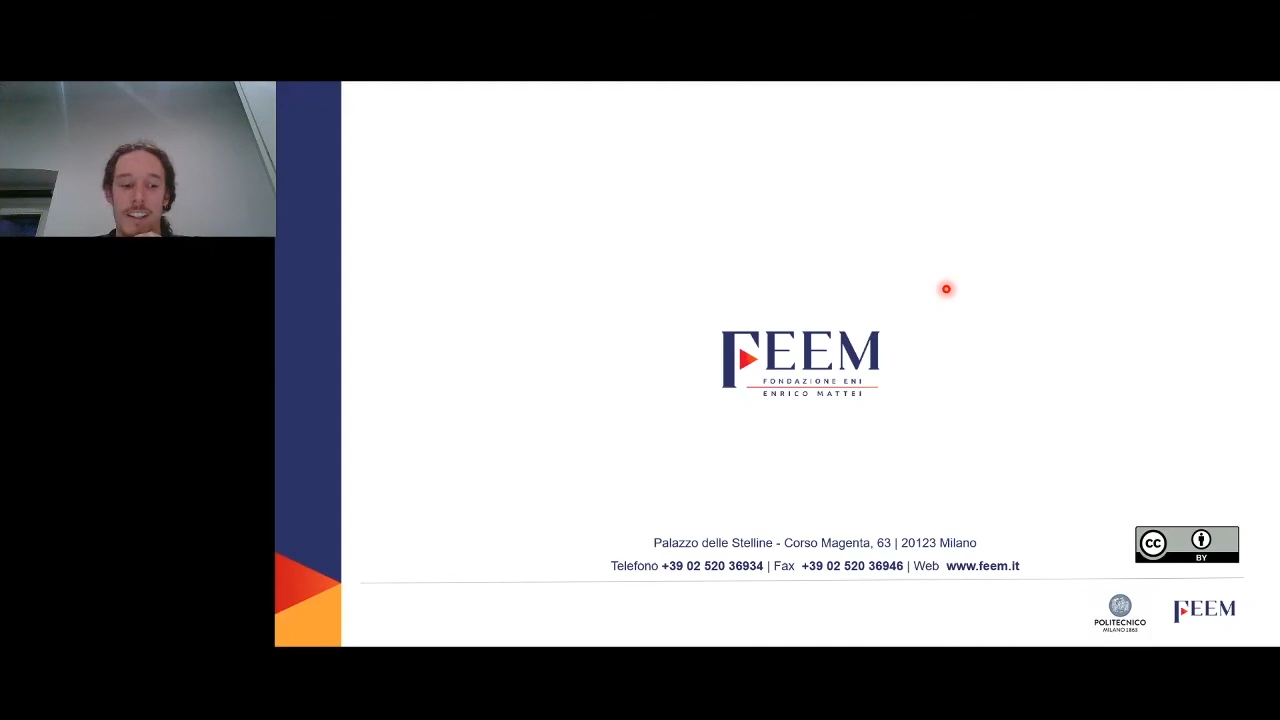 FEEM
FONDAZIONE ENI
ENRICO MATTEI
Palazzo delle Stelline - Corso Magenta, 63 | 20123 Milano
Telefono +39 02 520 36934 | Fax +39 02 520 36946 | Web www.feem.it
CC
BY
POLITECNICO
MILANO 1863
FEEM